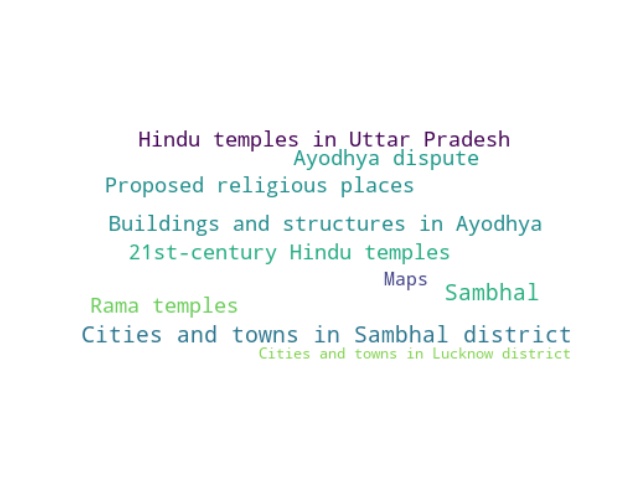 Hindu temples in Uttar Pradesh
Ayodhya dispute
Proposed religious places
Buildings and structures in Ayodhya
21st-century Hindu temples
Maps
Sambhal
Rama temples
Cities and towns in Sambhal district
Cities and towns in Lucknow district